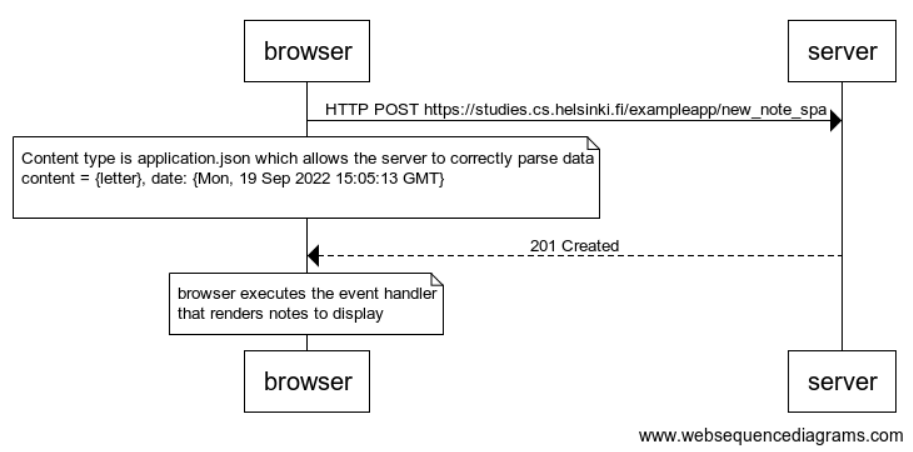 browser
server
HTTP POST https://studies.cs.helsinki.fi/exampleapp/new_note_spa
Content type is application.json which allows the server to correctly parse data
content = {letter}, date: {Mon, 19 Sep 2022 15:05:13 GMT}
201 Created
browser executes the event handler
that renders notes to display
browser
server
www.websequencediagrams.com